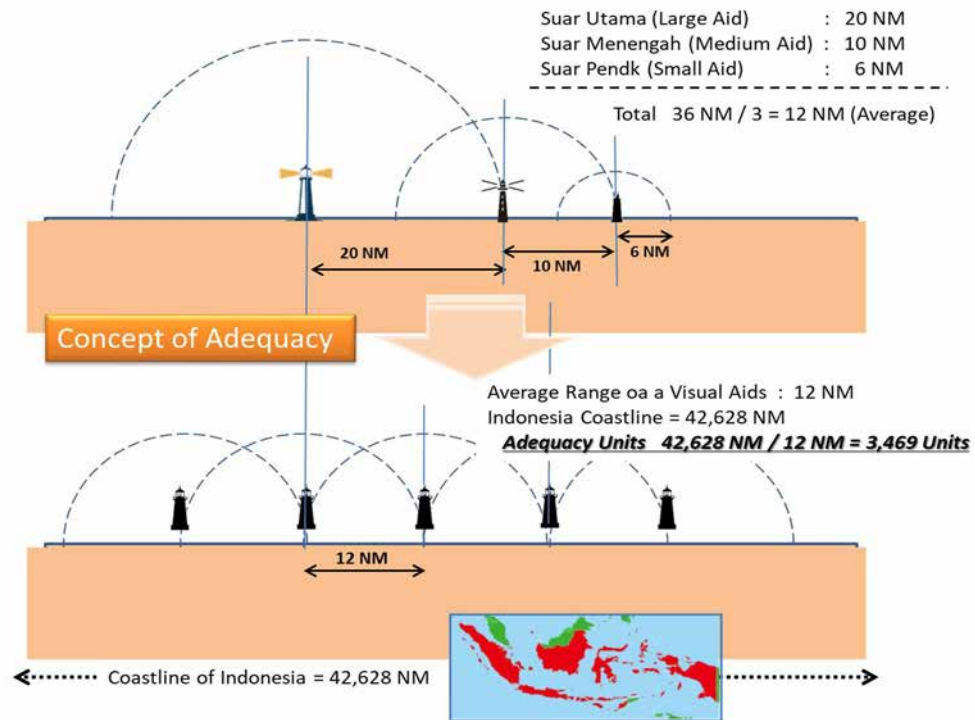 Suar Utama (Large Aid) : 20 NM
Suar Menengah (Medium Aid) : 10 NM
Suar Pendk (Small Aid) : 6 NM
Total 36 NM / 3 = 12 NM (Average)
20 NM
10 NM
6 NM
Concept of Adequacy
Average Range oa a Visual Aids : 12 NM
Indonesia Coastline = 42,628 NM
Adequacy Units 42,628 NM / 12 NM = 3,469 Units
12 NM
Coastline of Indonesia = 42,628 NM